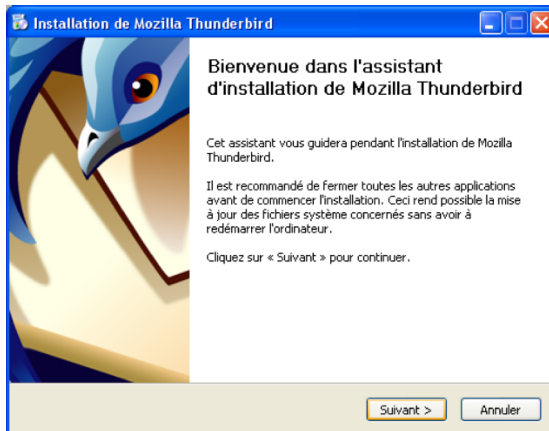 Installation de Mozilla Thunderbird
Bienvenue dans l'assistant
d'installation de Mozilla Thunderbird
Cet assistant vous guidera pendant l'installation de Mozilla
Thunderbird.
Il est recommandé de fermer toutes les autres applications
avant de commencer l'installation. Ceci rend possible la mise
à jour des fichiers système concernés sans avoir à
redémarrer l'ordinateur.
Cliquez sur « Suivant » pour continuer.
Suivant >
Annuler